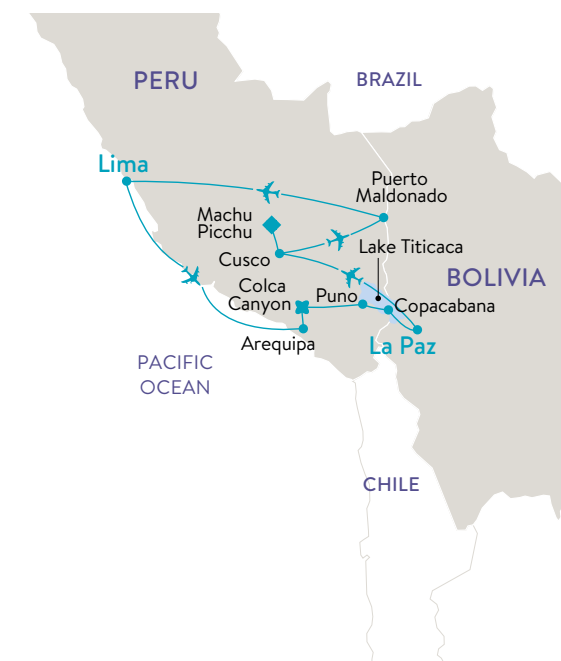 PERU
BRAZIL
Lima
Puerto
Maldonado
Machu
Picchu
Cusco
Lake Titicaca
BOLIVIA
Colca
Canyon
Puno
Copacabana
Arequipa
La Paz
PACIFIC
OCEAN
CHILE